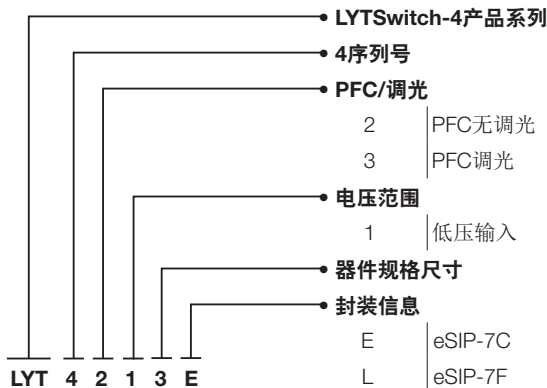 LYTSwitch-4产品系列
4序列号
PFC/调光
2 PFC无调光
3 PFC调光
电压范围
1 低压输入
器件规格尺寸
封装信息
E eSIP-7C
L eSIP-7F
LYT 4 2 1 3 E